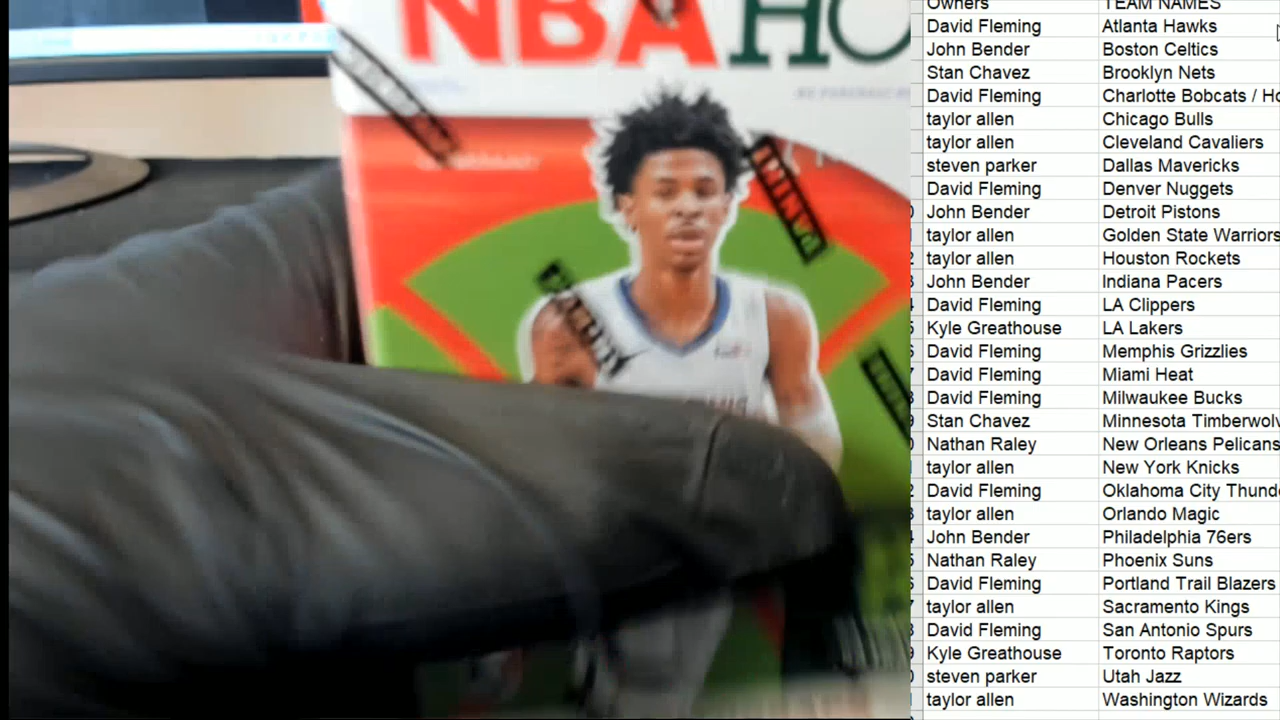 NBA HO
PANINI
Owners TEAM NAMES
David Fleming Atlanta Hawks
John Bender Boston Celtics
Stan Chavez Brooklyn Nets
David Fleming Charlotte Bobcats / Ho
taylor allen Chicago Bulls
taylor allen Cleveland Cavaliers
steven parker Dallas Mavericks
David Fleming Denver Nuggets
John Bender Detroit Pistons
taylor allen Golden State Warriors
taylor allen Houston Rockets
John Bender Indiana Pacers
David Fleming LA Clippers
Kyle Greathouse LA Lakers
David Fleming Memphis Grizzlies
David Fleming Miami Heat
David Fleming Milwaukee Bucks
Stan Chavez Minnesota Timberwolv
Nathan Raley New Orleans Pelicans
taylor allen New York Knicks
David Fleming Oklahoma City Thund
taylor allen Orlando Magic
John Bender Philadelphia 76ers
Nathan Raley Phoenix Suns
David Fleming Portland Trail Blazers
taylor allen Sacramento Kings
David Fleming San Antonio Spurs
Kyle Greathouse Toronto Raptors
steven parker Utah Jazz
taylor allen Washington Wizards